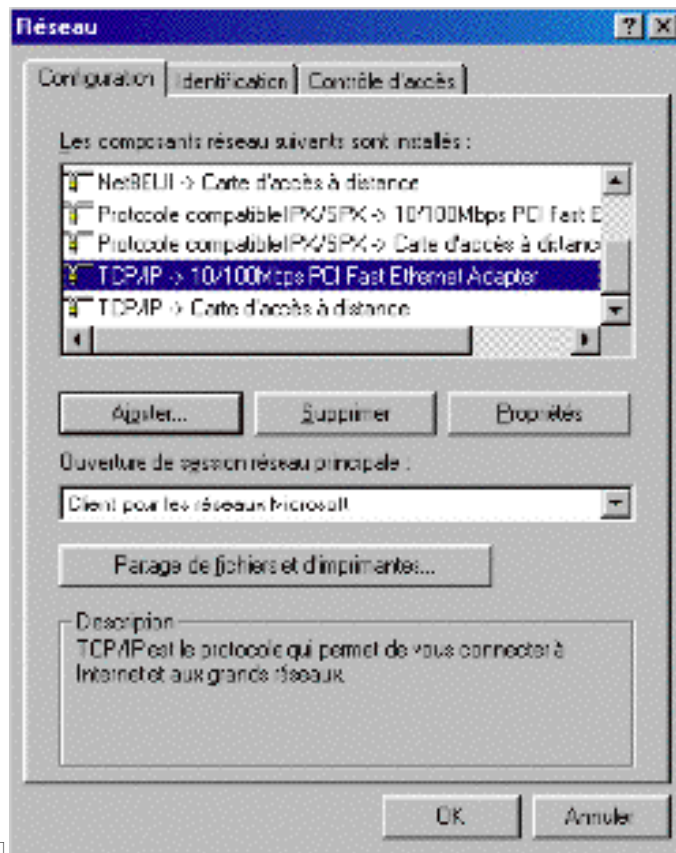 Réseau
Configuration Identification Contrôle d'accès
Les composants réseau suivants sont installés :
NetBEUI -> Carte d'accès à distance
Protocole compatible IPX/SPX -> 10/100Mbps PCI Fast E
Protocole compatible IPX/SPX -> Carte d'accès à distanc
TCP/IP -> 10/100Mbps PCI Fast Ethernet Adapter
TCP/IP -> Carte d'accès à distance
Ajouter... Supprimer Propriétés
Ouverture de session réseau principale :
Client pour les réseaux Microsoft
Partage de fichiers et d'imprimantes...
Description
TCP/IP est le protocole qui permet de vous connecter à
Internet et aux grands réseaux.
OK Annuler